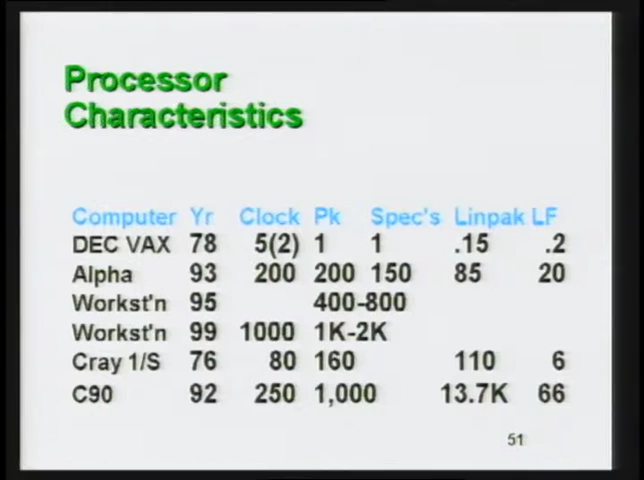 Processor
Characteristics
Computer Yr Clock Pk Spec's Linpak LF
DEC VAX 78 5(2) 1 1 .15 .2
Alpha 93 200 200 150 85 20
Workst'n 95 400-800
Workst'n 99 1000 1K-2K
Cray 1/S 76 80 160 110 6
C90 92 250 1,000 13.7K 66
51